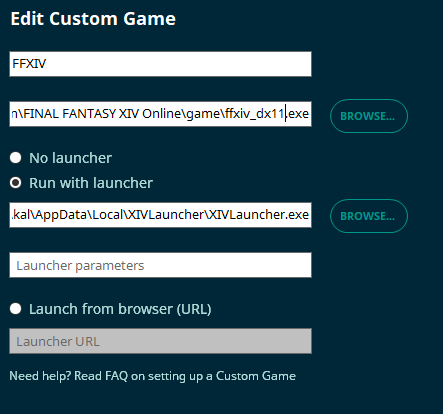 Edit Custom Game
FFXIV
n\FINAL FANTASY XIV Online\game\ffxiv_dx11.exe
BROWSE...
No launcher
Run with launcher
.kal\AppData\Local\XIVLauncher\XIVLauncher.exe
BROWSE...
Launcher parameters
Launch from browser (URL)
Launcher URL
Need help? Read FAQ on setting up a Custom Game